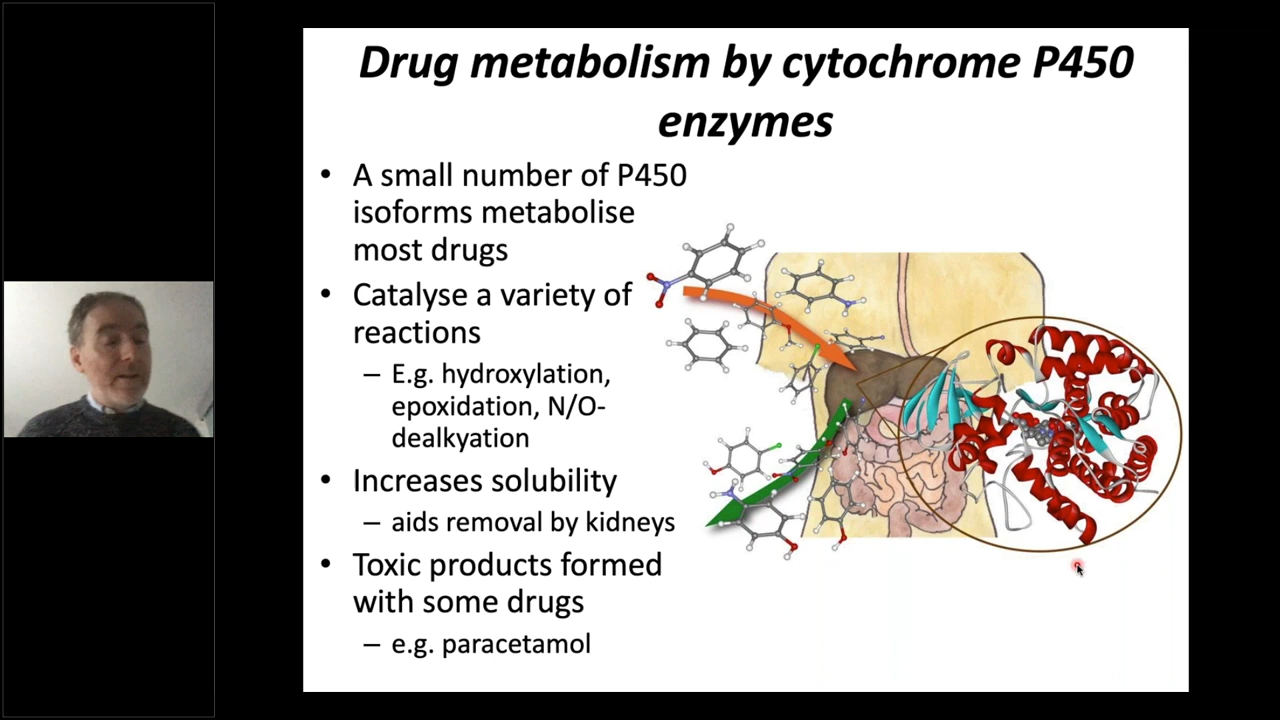 Drug metabolism by cytochrome P450
enzymes
• A small number of P450
isoforms metabolise
most drugs
• Catalyse a variety of
reactions
– E.g. hydroxylation,
epoxidation, N/O-
dealkyation
• Increases solubility
– aids removal by kidneys
• Toxic products formed
with some drugs
– e.g. paracetamol